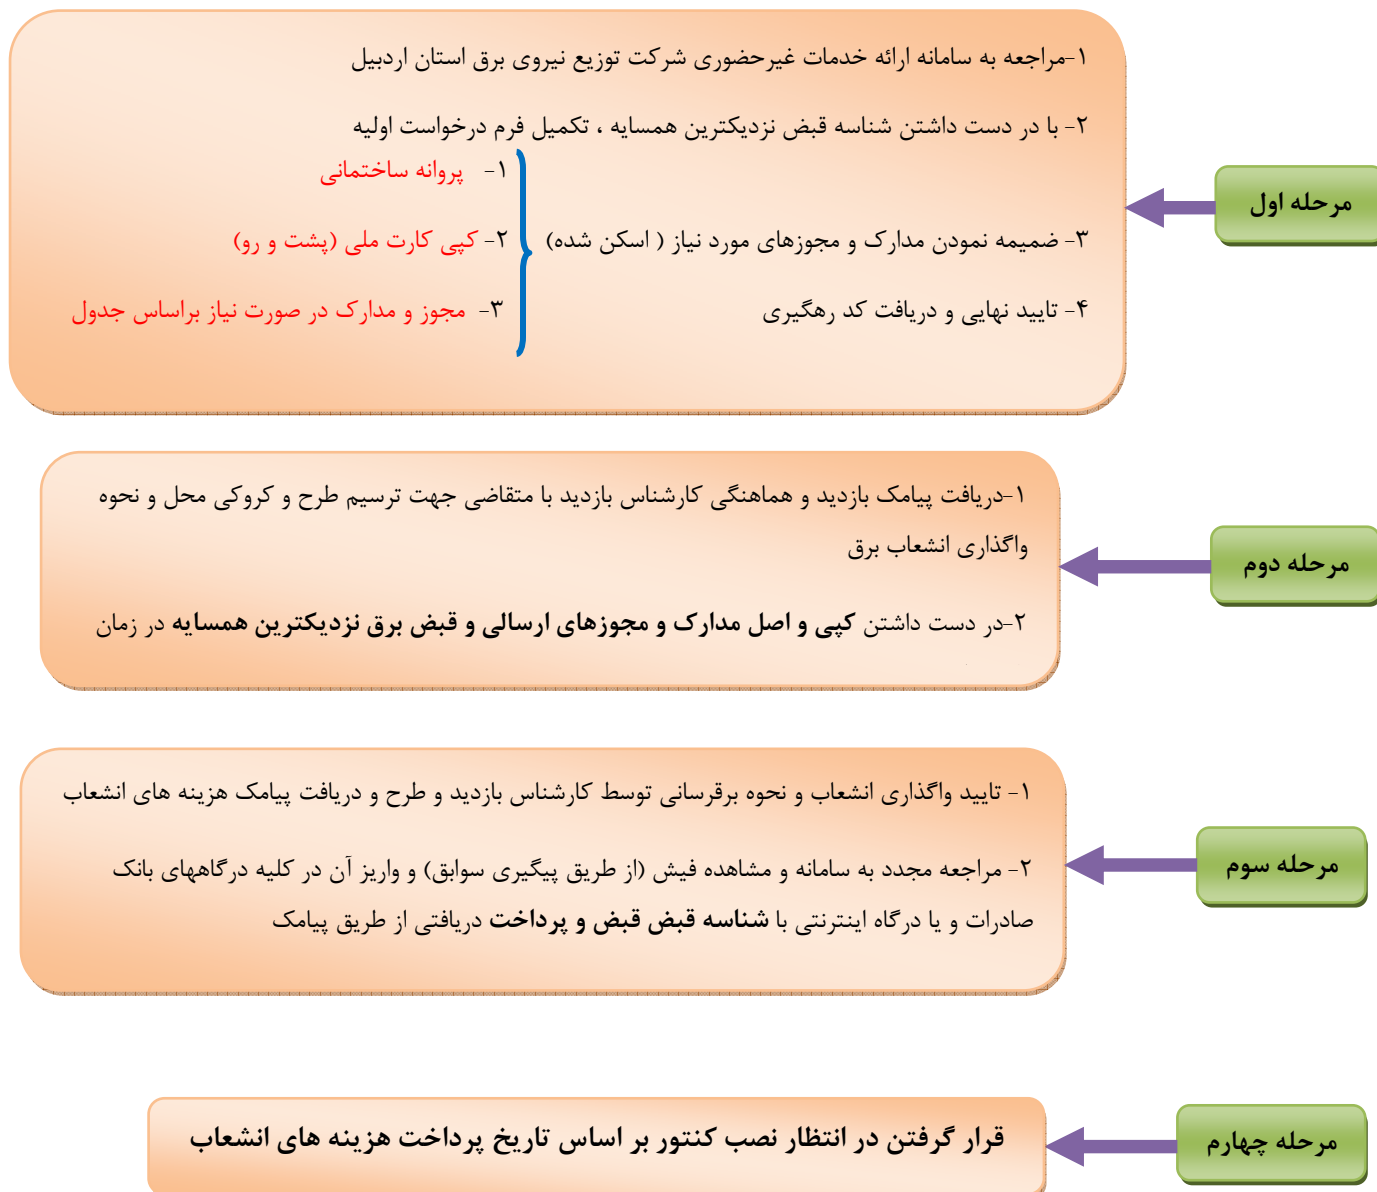 مرحله اول
۱-مراجعه به سامانه ارائه خدمات غیرحضوری شرکت توزیع نیروی برق استان اردبیل
۲- با در دست داشتن شناسه قبض نزدیکترین همسایه ، تکمیل فرم درخواست اولیه
۳- ضمیمه نمودن مدارک و مجوزهای مورد نیاز ( اسکن شده)
۱- پروانه ساختمانی
۲- کپی کارت ملی (پشت و رو)
۳- مجوز و مدارک در صورت نیاز براساس جدول
۴- تایید نهایی و دریافت کد رهگیری
مرحله دوم
۱-دریافت پیامک بازدید و هماهنگی کارشناس بازدید با متقاضی جهت ترسیم طرح و کروکی محل و نحوه
واگذاری انشعاب برق
۲-در دست داشتن کپی و اصل مدارک و مجوزهای ارسالی و قبض برق نزدیکترین همسایه در زمان
مرحله سوم
۱- تایید واگذاری انشعاب و نحوه برقرسانی توسط کارشناس بازدید و طرح و دریافت پیامک هزینه های انشعاب
۲- مراجعه مجدد به سامانه و مشاهده فیش (از طریق پیگیری سوابق) و واریز آن در کلیه درگاههای بانک
صادرات و یا درگاه اینترنتی با شناسه قبض قبض و پرداخت دریافتی از طریق پیامک
مرحله چهارم
قرار گرفتن در انتظار نصب کنتور بر اساس تاریخ پرداخت هزینه های انشعاب